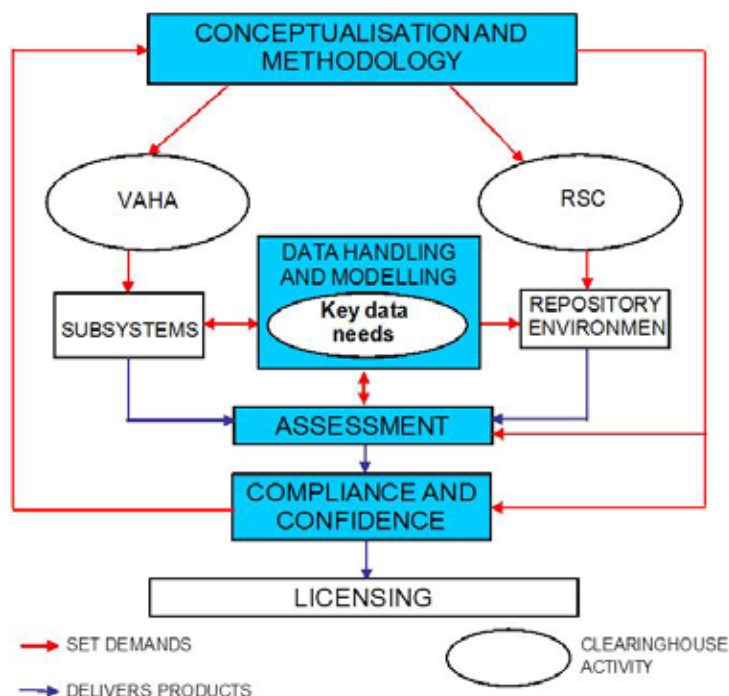 CONCEPTUALISATION AND
METHODOLOGY
VAHA
RSC
DATA HANDLING
AND MODELLING
Key data
needs
SUBSYSTEMS
REPOSITORY
ENVIRONMEN
ASSESSMENT
COMPLIANCE AND
CONFIDENCE
LICENSING
SET DEMANDS
CLEARINGHOUSE
ACTIVITY
DELIVERS PRODUCTS